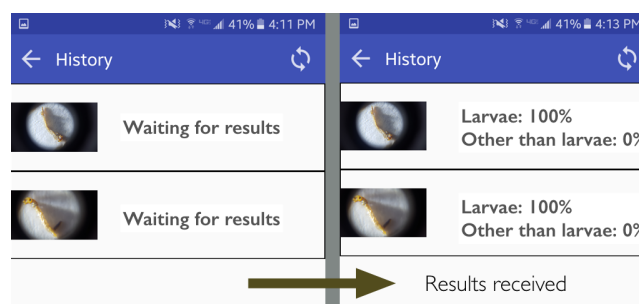 41% 4:11 PM
History
Waiting for results
Waiting for results
41% 4:13 PM
History
Larvae: 100%
Other than larvae: 0%
Larvae: 100%
Other than larvae: 0%
Results received